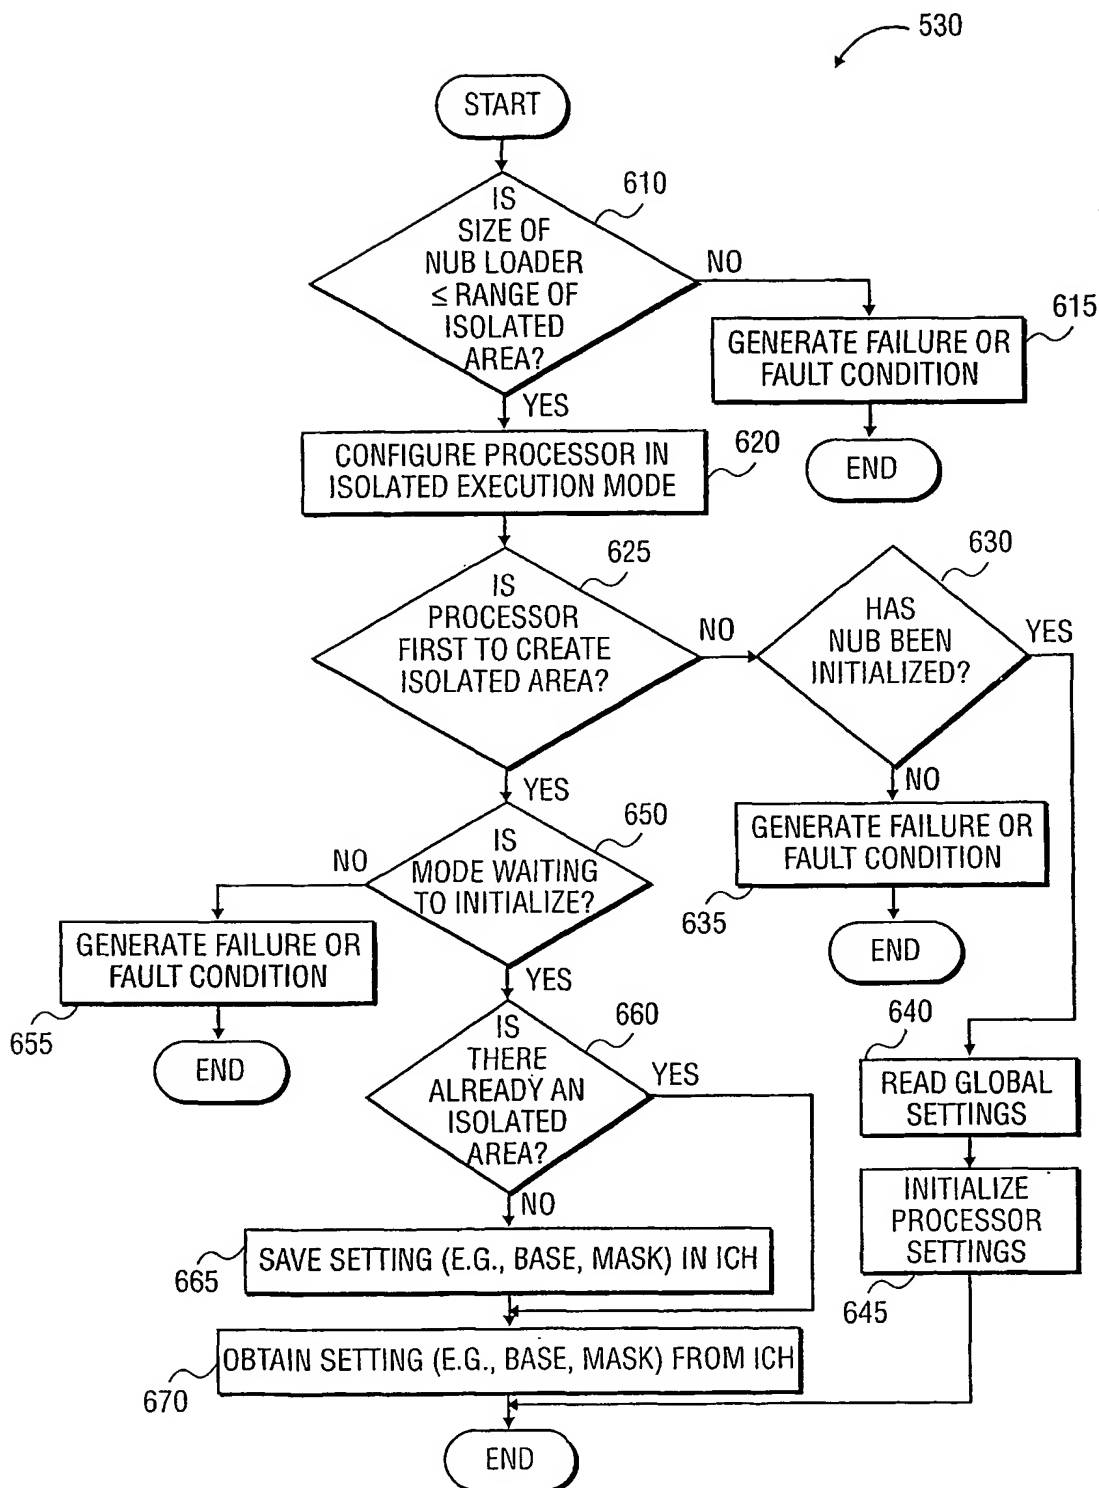 530
START
610
IS
SIZE OF
NUB LOADER
≤ RANGE OF
ISOLATED
AREA?
NO
615
GENERATE FAILURE OR
FAULT CONDITION
END
YES
620
CONFIGURE PROCESSOR IN
ISOLATED EXECUTION MODE
625
IS
PROCESSOR
FIRST TO CREATE
ISOLATED AREA?
NO
630
HAS
NUB BEEN
INITIALIZED?
YES
NO
GENERATE FAILURE OR
FAULT CONDITION
635
END
YES
650
IS
MODE WAITING
TO INITIALIZE?
NO
GENERATE FAILURE OR
FAULT CONDITION
655
END
YES
660
IS
THERE
ALREADY AN
ISOLATED
AREA?
YES
640
READ GLOBAL
SETTINGS
INITIALIZE
PROCESSOR
SETTINGS
645
NO
SAVE SETTING (E.G., BASE, MASK) IN ICH
665
OBTAIN SETTING (E.G., BASE, MASK) FROM ICH
670
END